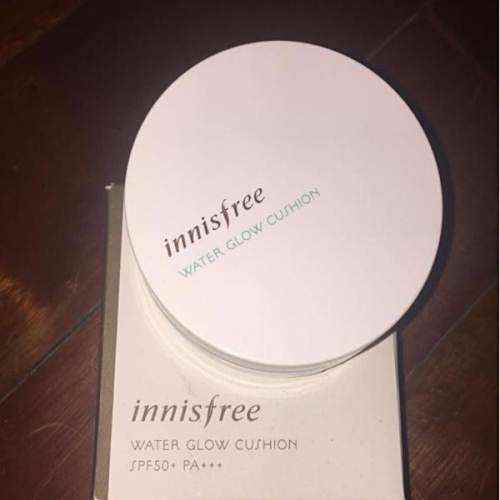 innisfree
WATER GLOW CUSHION
innisfree
WATER GLOW CUSHION
SPF50+ PA+++